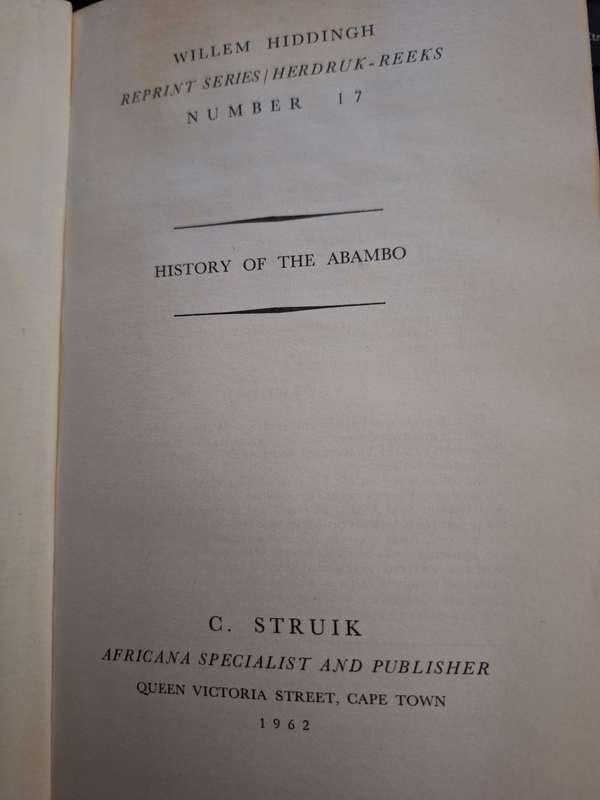 WILLEM HIDDINGH
REPRINT SERIES/HERDRUK-REEKS
NUMBER 17
HISTORY OF THE ABAMBO
C. STRUIK
AFRICANA SPECIALIST AND PUBLISHER
QUEEN VICTORIA STREET, CAPE TOWN
1962